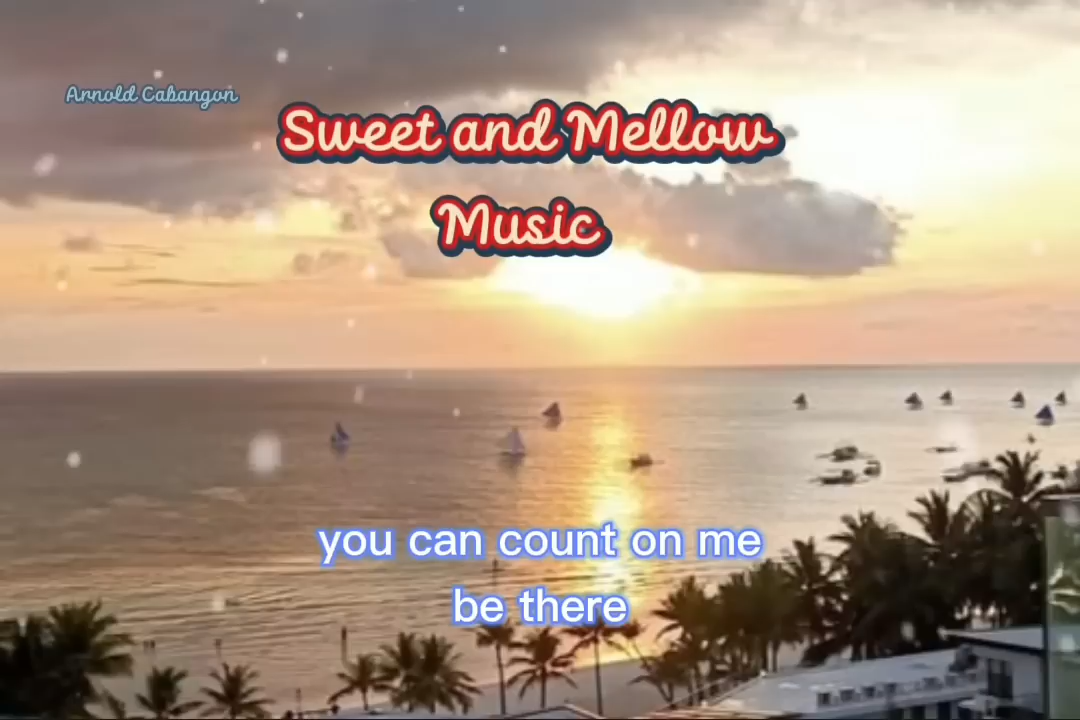 Arnold Cabangon
Sweet and Mellow
Music
you can count on me
be there